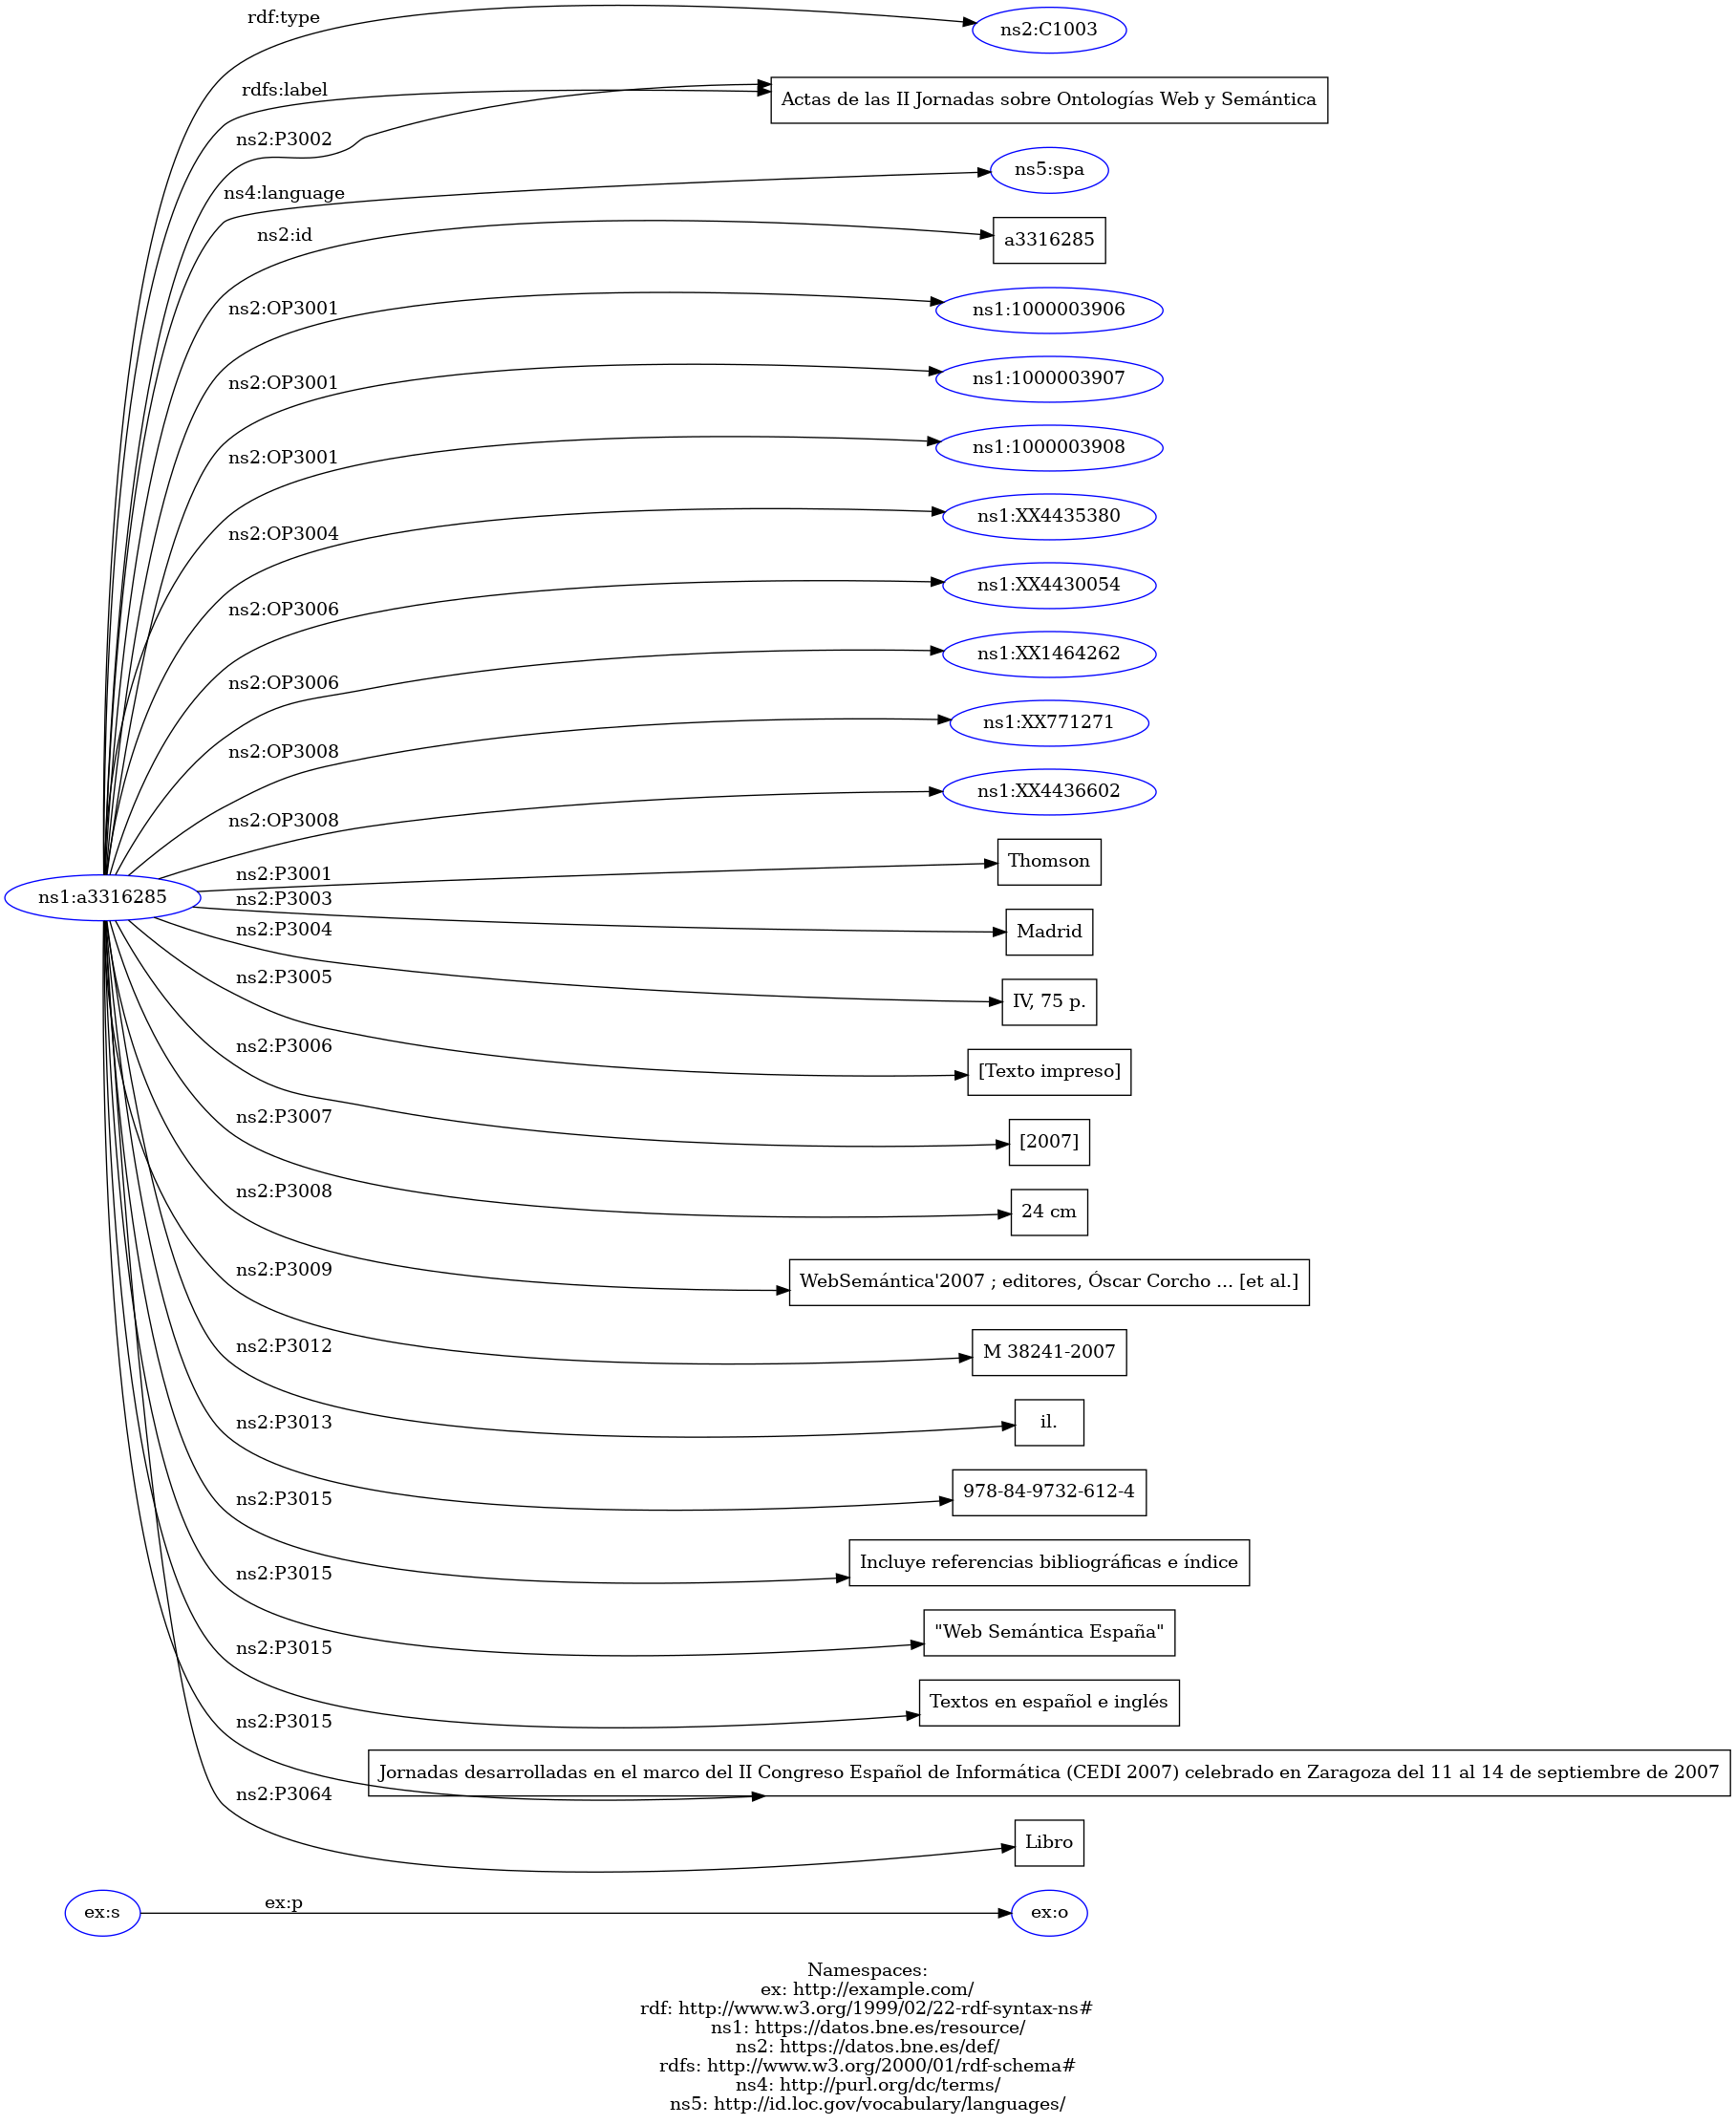 rdf:type
ns2:C1003
rdfs:label
Actas de las II Jornadas sobre Ontologías Web y Semántica
ns2:P3002
ns4:language
ns5:spa
ns2:id
a3316285
ns2:OP3001
ns1:1000003906
ns2:OP3001
ns1:1000003907
ns2:OP3001
ns1:1000003908
ns2:OP3004
ns1:XX4435380
ns2:OP3006
ns1:XX4430054
ns2:OP3006
ns1:XX1464262
ns2:OP3008
ns1:XX771271
ns2:OP3008
ns1:XX4436602
ns2:P3001
Thomson
ns1:a3316285
ns2:P3003
Madrid
ns2:P3004
IV, 75 p.
ns2:P3005
[Texto impreso]
ns2:P3006
[2007]
ns2:P3007
24 cm
ns2:P3008
WebSemántica'2007 ; editores, Óscar Corcho ... [et al.]
ns2:P3009
M 38241-2007
ns2:P3012
il.
ns2:P3013
978-84-9732-612-4
ns2:P3015
Incluye referencias bibliográficas e índice
ns2:P3015
"Web Semántica España"
ns2:P3015
Textos en español e inglés
ns2:P3015
Jornadas desarrolladas en el marco del II Congreso Español de Informática (CEDI 2007) celebrado en Zaragoza del 11 al 14 de septiembre de 2007
ns2:P3064
Libro
ex:s
ex:p
ex:o
Namespaces:
ex: http://example.com/
rdf: http://www.w3.org/1999/02/22-rdf-syntax-ns#
ns1: https://datos.bne.es/resource/
ns2: https://datos.bne.es/def/
rdfs: http://www.w3.org/2000/01/rdf-schema#
ns4: http://purl.org/dc/terms/
ns5: http://id.loc.gov/vocabulary/languages/